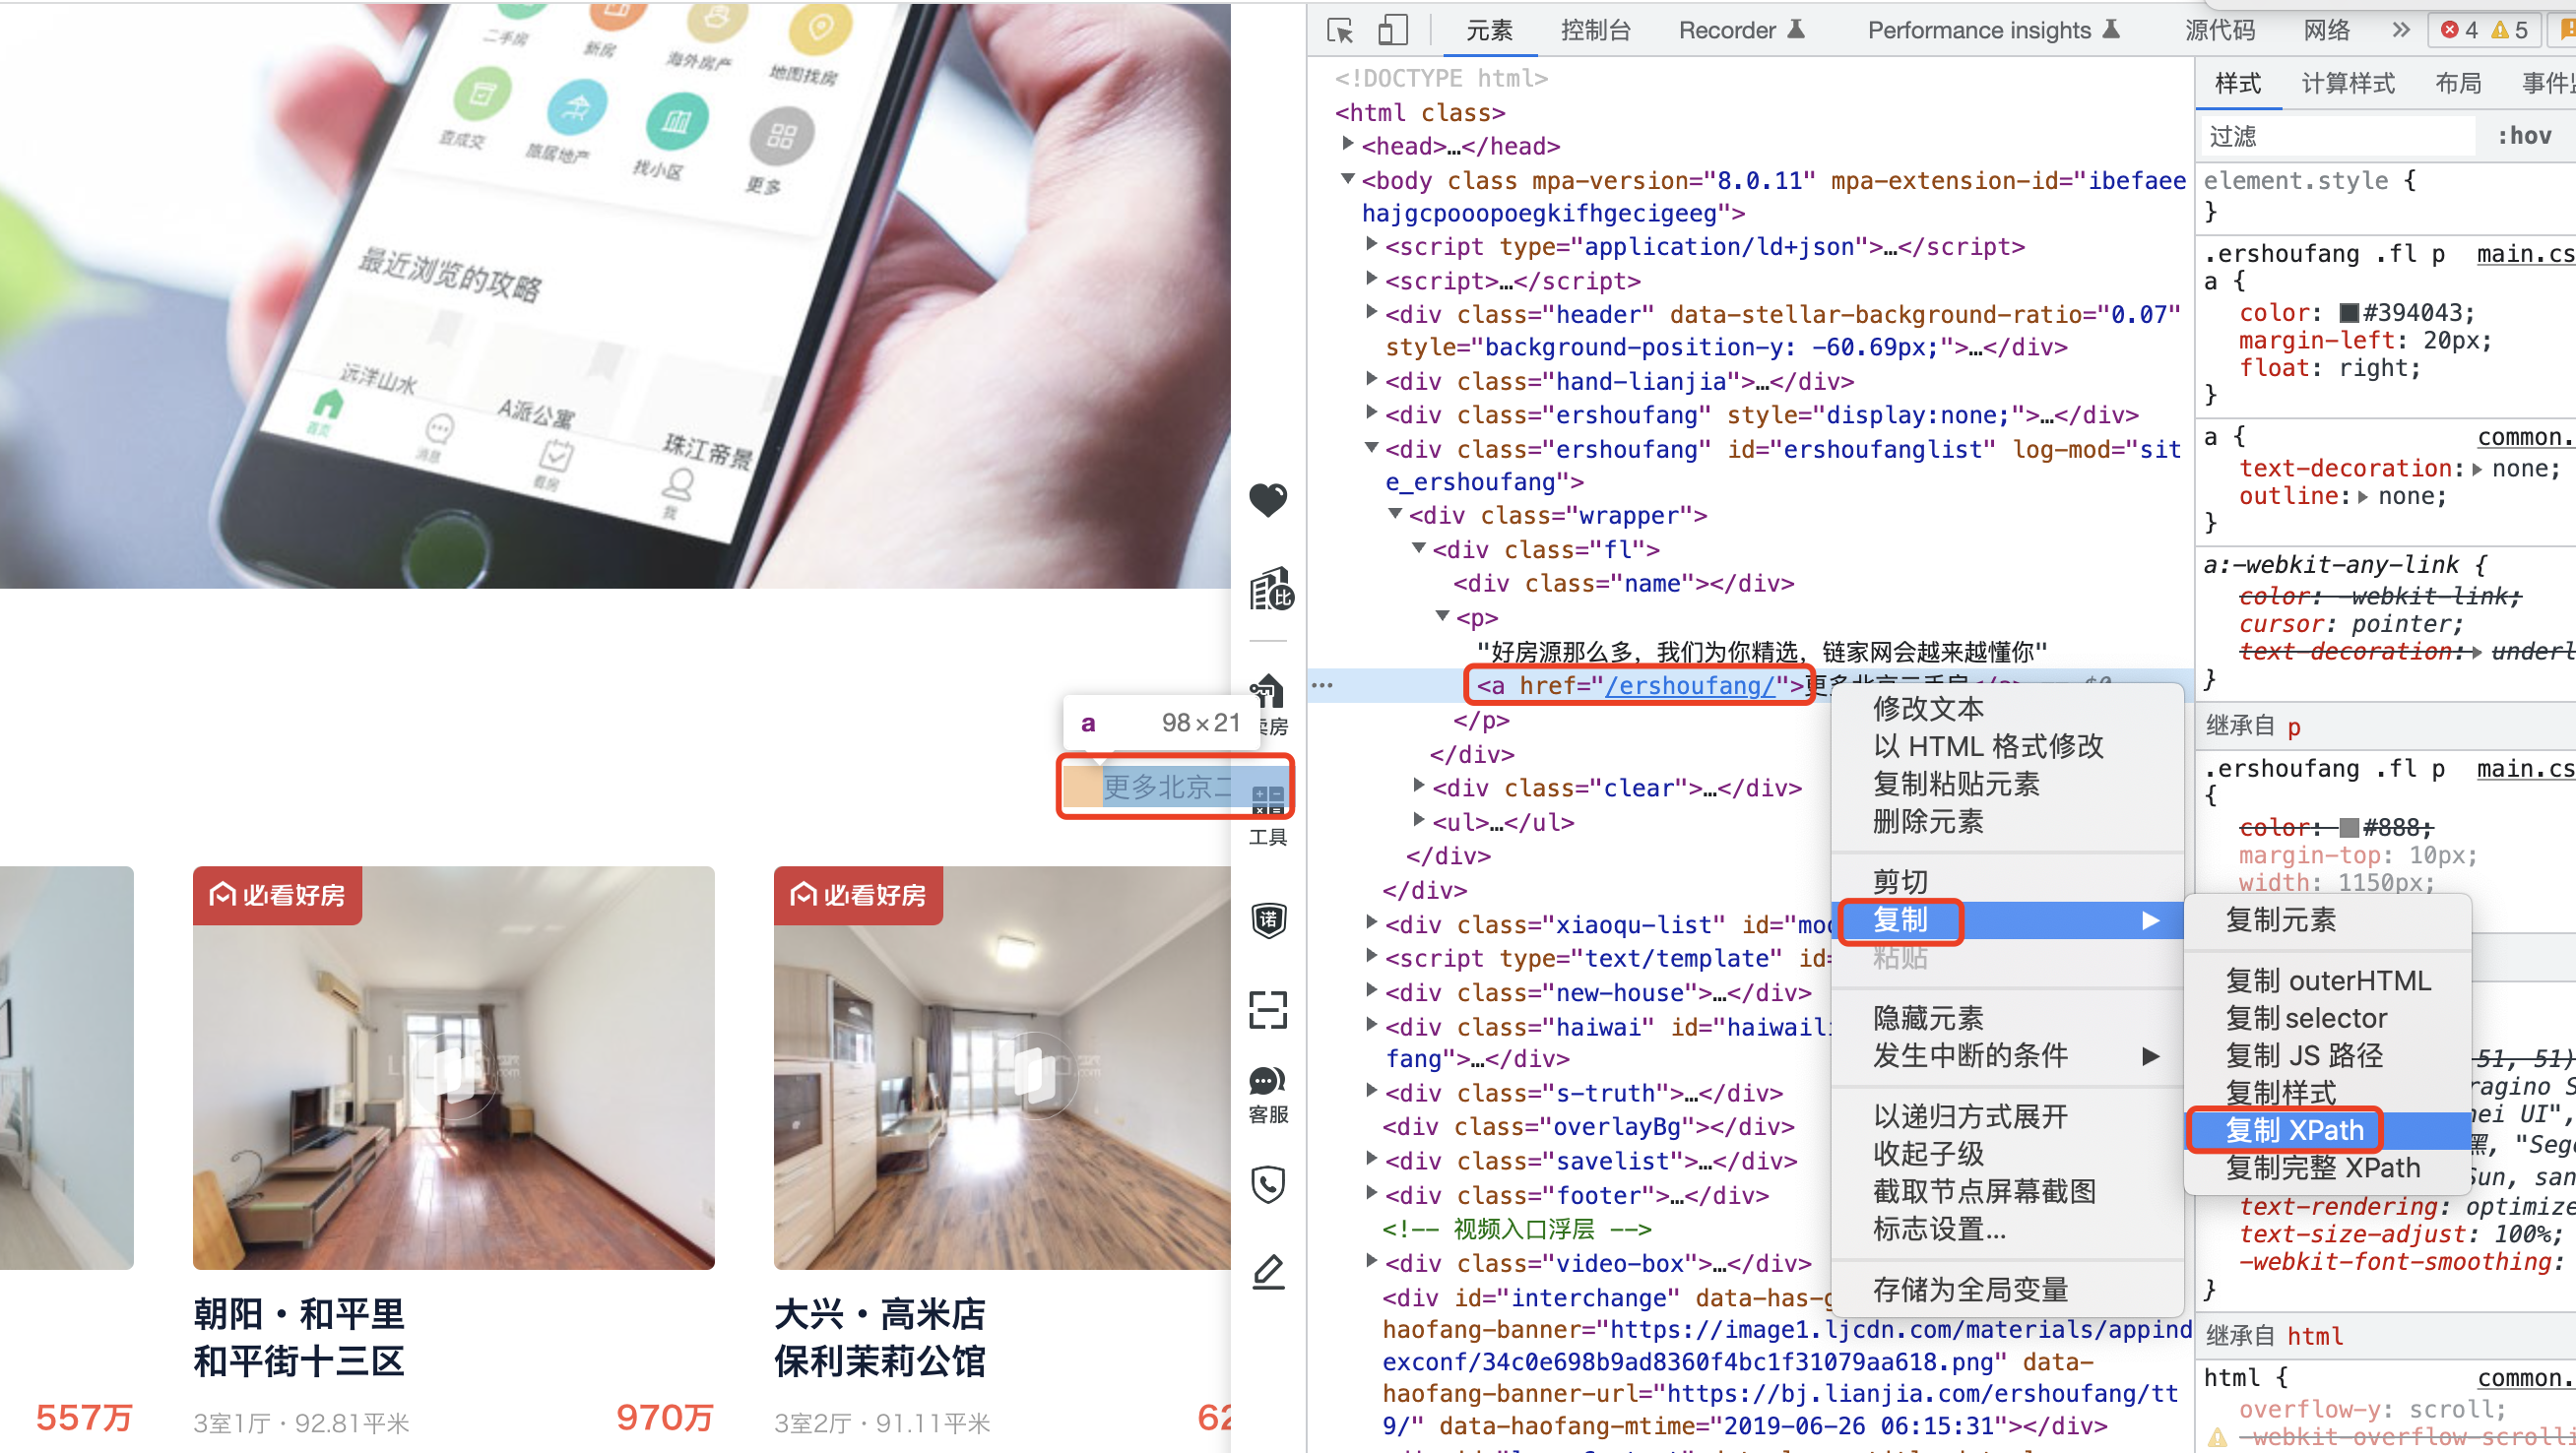 二手房
新房
海外房产
地图找房
查成交
旅居地产
找小区
更多
最近浏览的攻略
远洋山水
A派公寓
珠江帝景
首页
消息
看房
我
比
卖房
a 98×21
更多北京二
工具
诺
客服
必看好房
必看好房
朝阳·和平里
和平街十三区
大兴·高米店
保利茉莉公馆
557万
3室1厅·92.81平米
970万
3室2厅·91.11平米
62
元素
控制台
Recorder
Performance insights
源代码
网络
»
4
5
<!DOCTYPE html>
<html class>
<head>…</head>
<body class mpa-version="8.0.11" mpa-extension-id="ibefaee
hajgcpooopoegkifhgecigeeg">
<script type="application/ld+json">…</script>
<script>…</script>
<div class="header" data-stellar-background-ratio="0.07"
style="background-position-y: -60.69px;">…</div>
<div class="hand-lianjia">…</div>
<div class="ershoufang" style="display:none;">…</div>
<div class="ershoufang" id="ershoufanglist" log-mod="sit
e_ershoufang">
<div class="wrapper">
<div class="fl">
<div class="name"></div>
<p>
"好房源那么多，我们为你精选，链家网会越来越懂你"
<a href="/ershoufang/">更多北京二手房</a> == $0
</p>
</div>
<div class="clear">…</div>
<ul>…</ul>
</div>
</div>
<div class="xiaoqu-list" id="mod
<script type="text/template" id=
<div class="new-house">…</div>
<div class="haiwai" id="haiwaili
fang">…</div>
<div class="s-truth">…</div>
<div class="overlayBg"></div>
<div class="savelist">…</div>
<div class="footer">…</div>
<!-- 视频入口浮层 -->
<div class="video-box">…</div>
<div id="interchange" data-has-g
haofang-banner="https://image1.ljcdn.com/materials/appind
exconf/34c0e698b9ad8360f4bc1f31079aa618.png" data-
haofang-banner-url="https://bj.lianjia.com/ershoufang/tt
9/" data-haofang-mtime="2019-06-26 06:15:31"></div>
修改文本
以 HTML 格式修改
复制粘贴元素
删除元素
剪切
复制
粘贴
隐藏元素
发生中断的条件
以递归方式展开
收起子级
截取节点屏幕截图
标志设置...
存储为全局变量
复制元素
复制 outerHTML
复制 selector
复制 JS 路径
复制样式
复制 XPath
复制完整 XPath
样式
计算样式
布局
事件监
过滤
:hov
element.style {
}
.ershoufang .fl p main.cs
a {
color: #394043;
margin-left: 20px;
float: right;
}
a { common.
text-decoration: none;
outline: none;
}
a:-webkit-any-link {
color: -webkit-link;
cursor: pointer;
text-decoration: underl
}
继承自 p
.ershoufang .fl p main.cs
{
color: #888;
margin-top: 10px;
width: 1150px;
51, 51)
ragino S
hei UI",
黑, "Sego
Sun, san
text-rendering: optimize
text-size-adjust: 100%;
-webkit-font-smoothing:
}
继承自 html
html { common.
overflow-y: scroll;
-webkit-overflow-scrolli